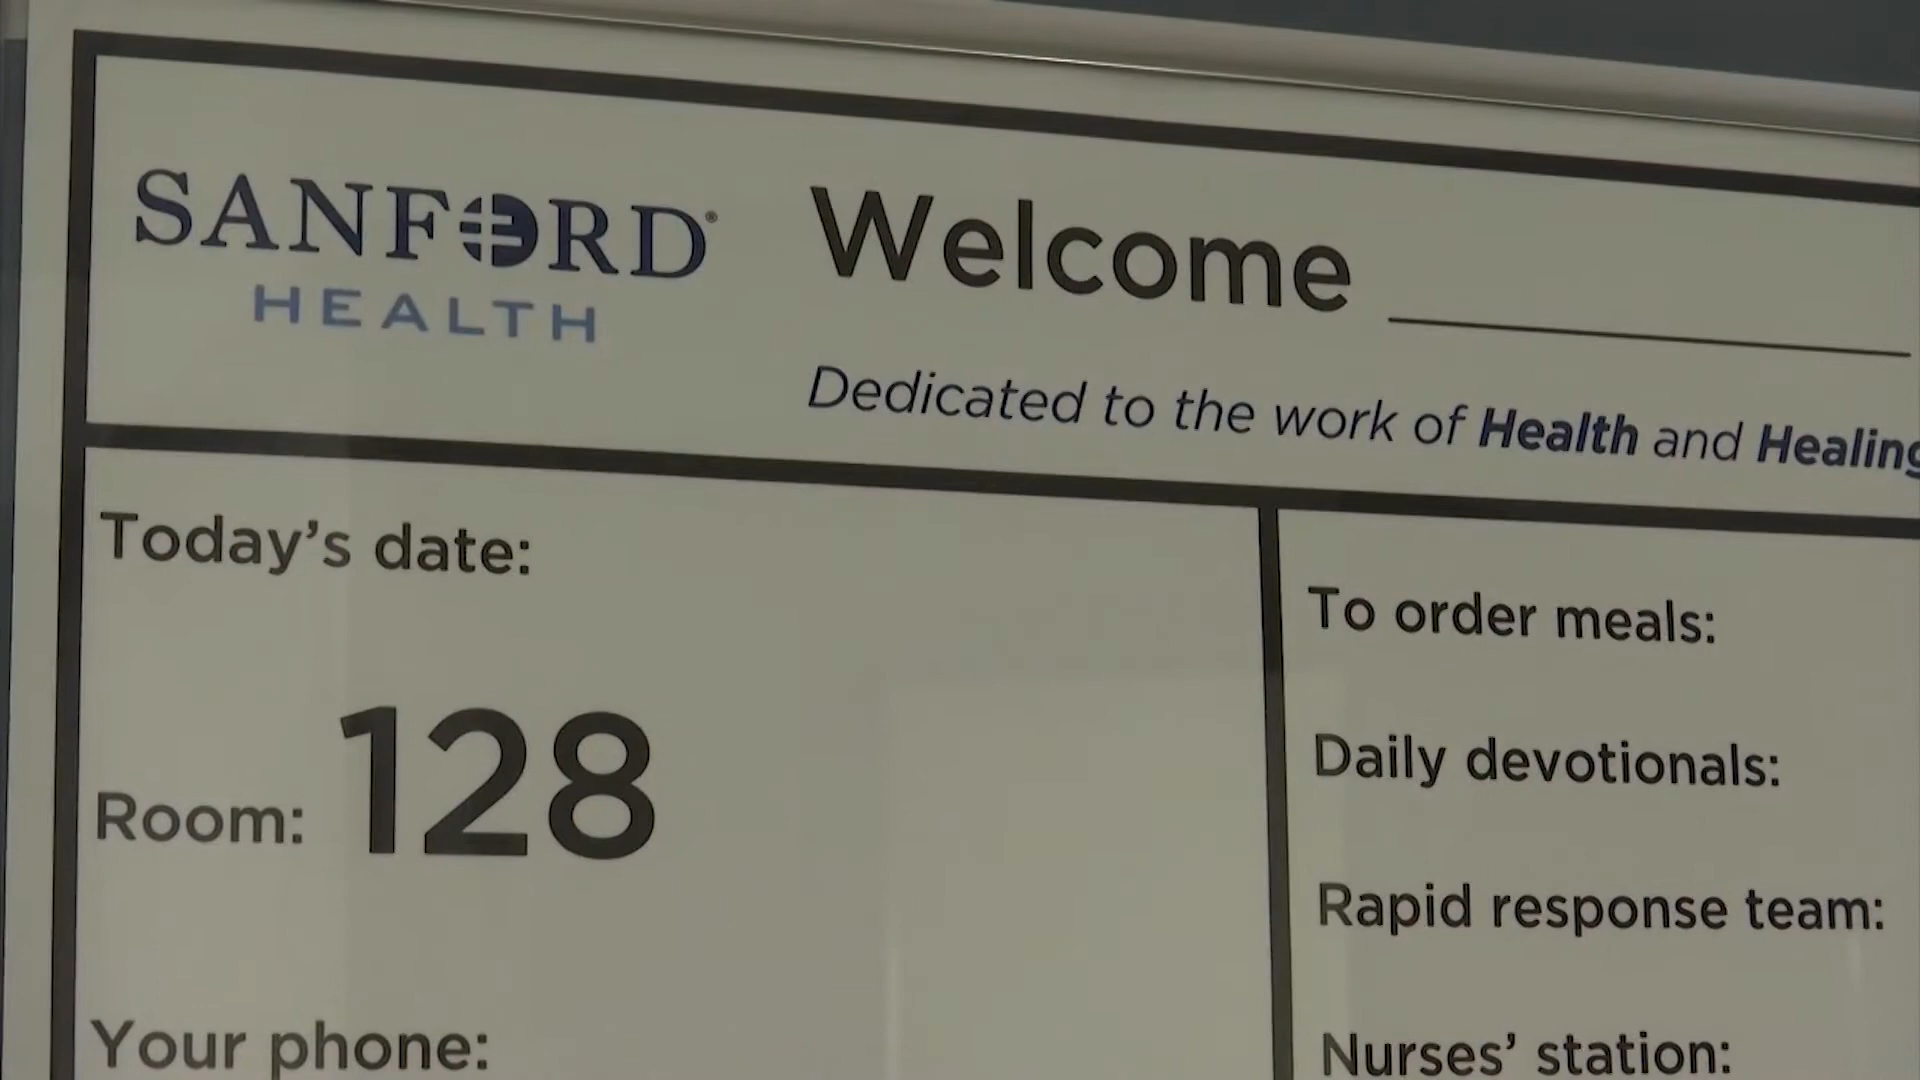 SANFORD®
HEALTH
Welcome
Dedicated to the work of Health and Healing
Today's date:
Room: 128
Your phone:
To order meals:
Daily devotionals:
Rapid response team:
Nurses' station: